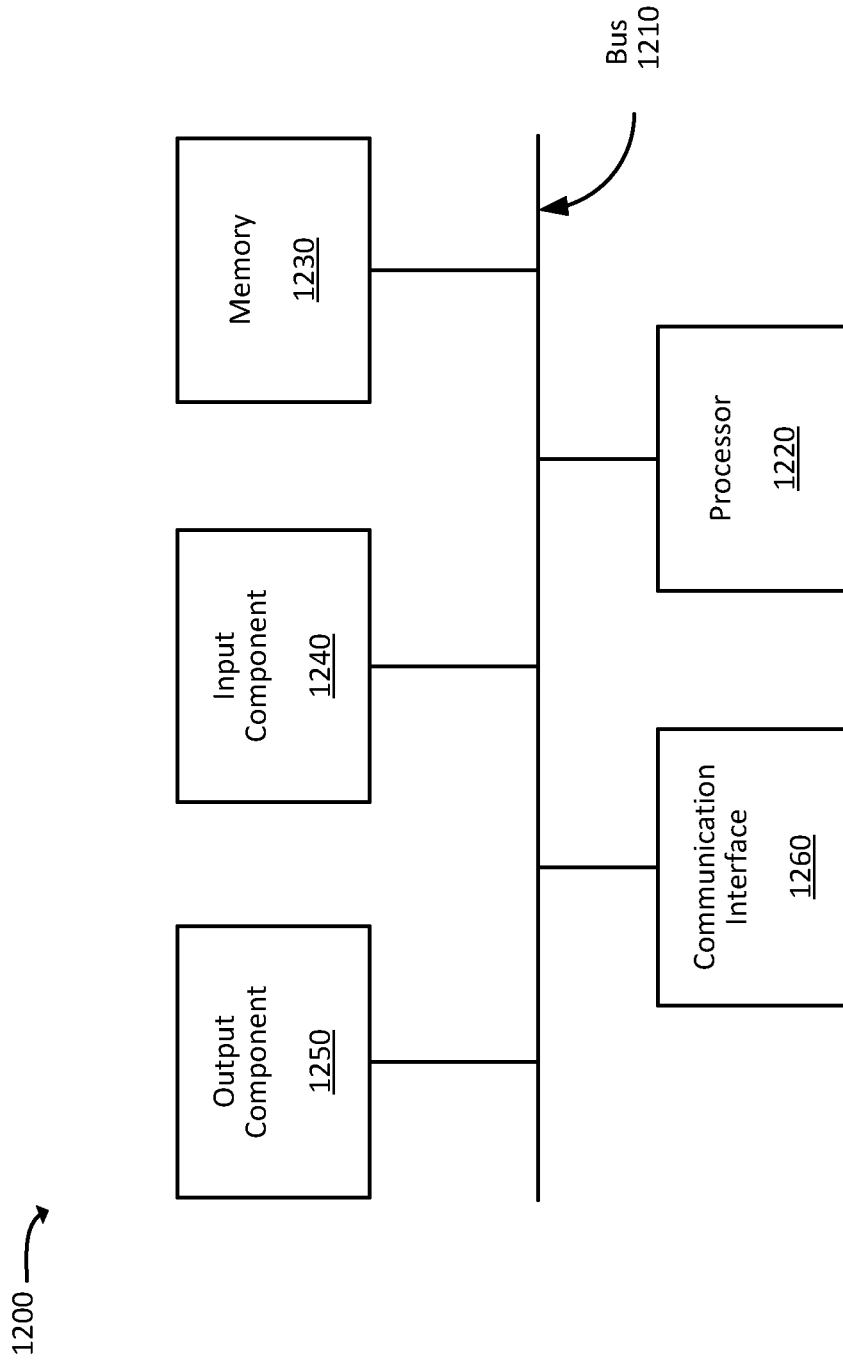 1200
Output
Component
1250
Input
Component
1240
Memory
1230
Communication
Interface
1260
Processor
1220
Bus
1210